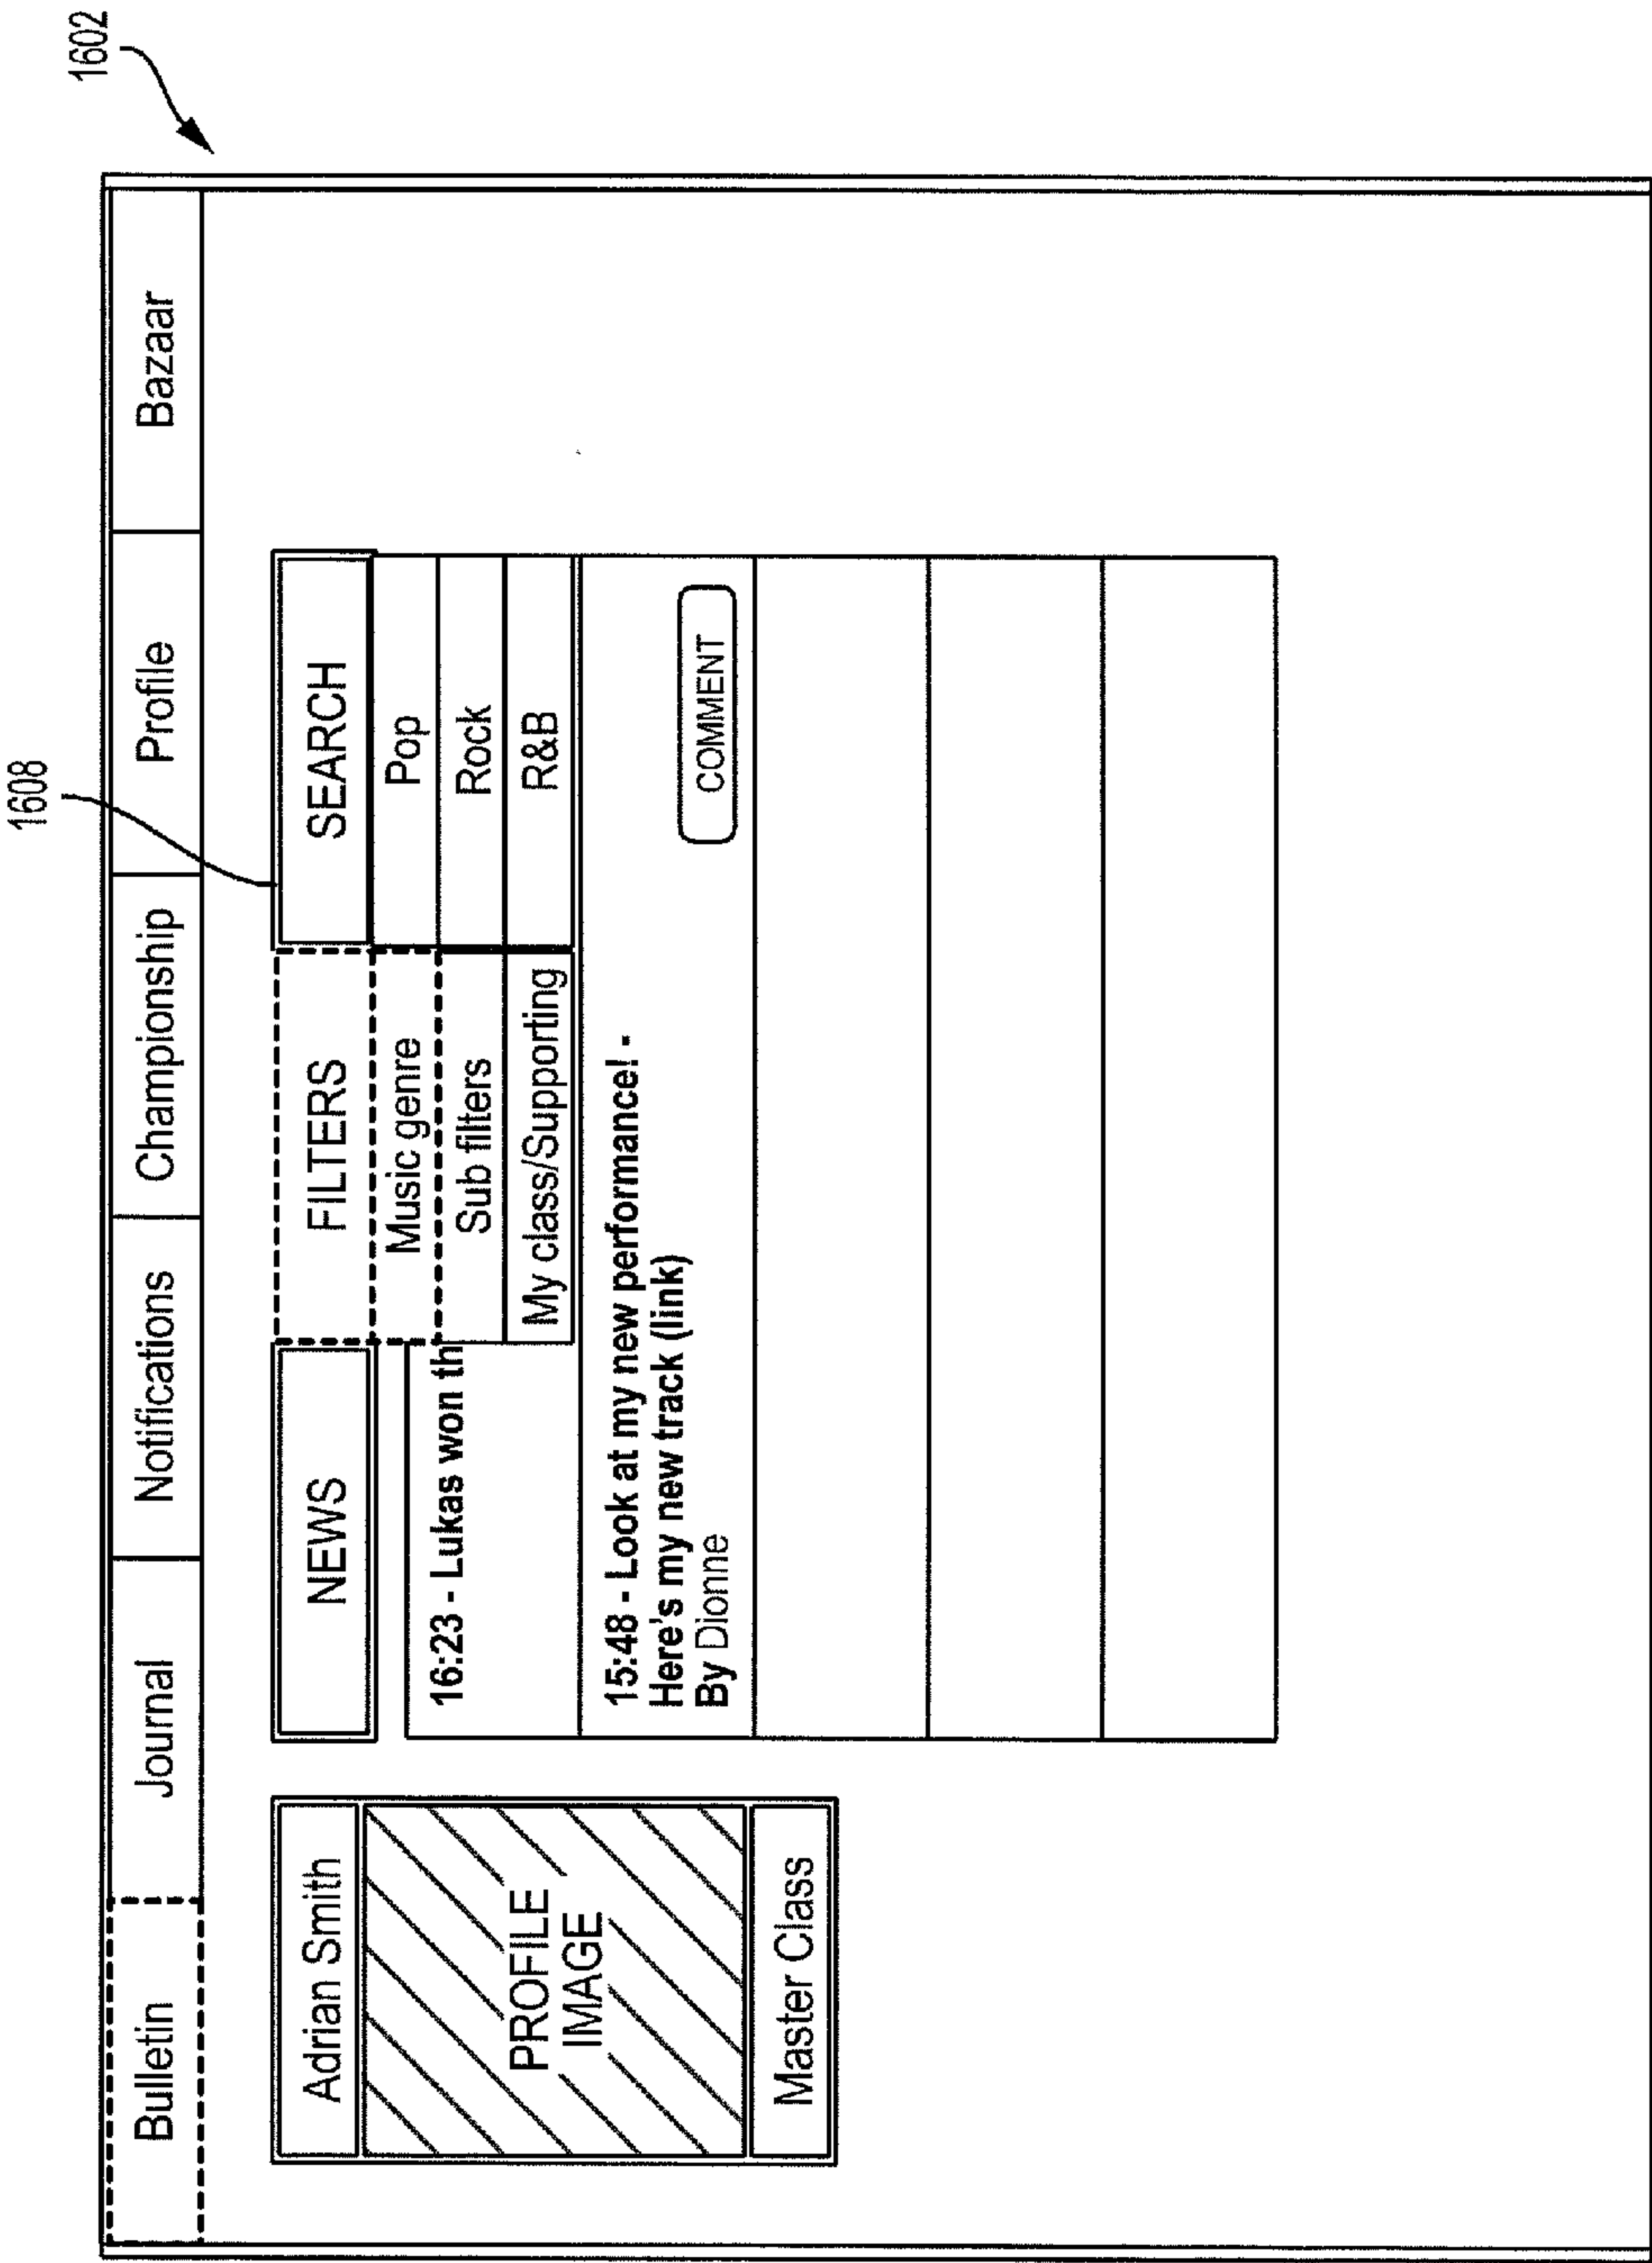 1602
1608
Bulletin
Journal
Notifications
Championship
Profile
Bazaar
Adrian Smith
PROFILE
IMAGE
Master Class
NEWS
FILTERS
SEARCH
Music genre
Pop
Sub filters
Rock
My class/Supporting
R&B
16:23 - Lukas won th
15:48 - Look at my new performance! -
Here's my new track (link)
By Dionne
COMMENT